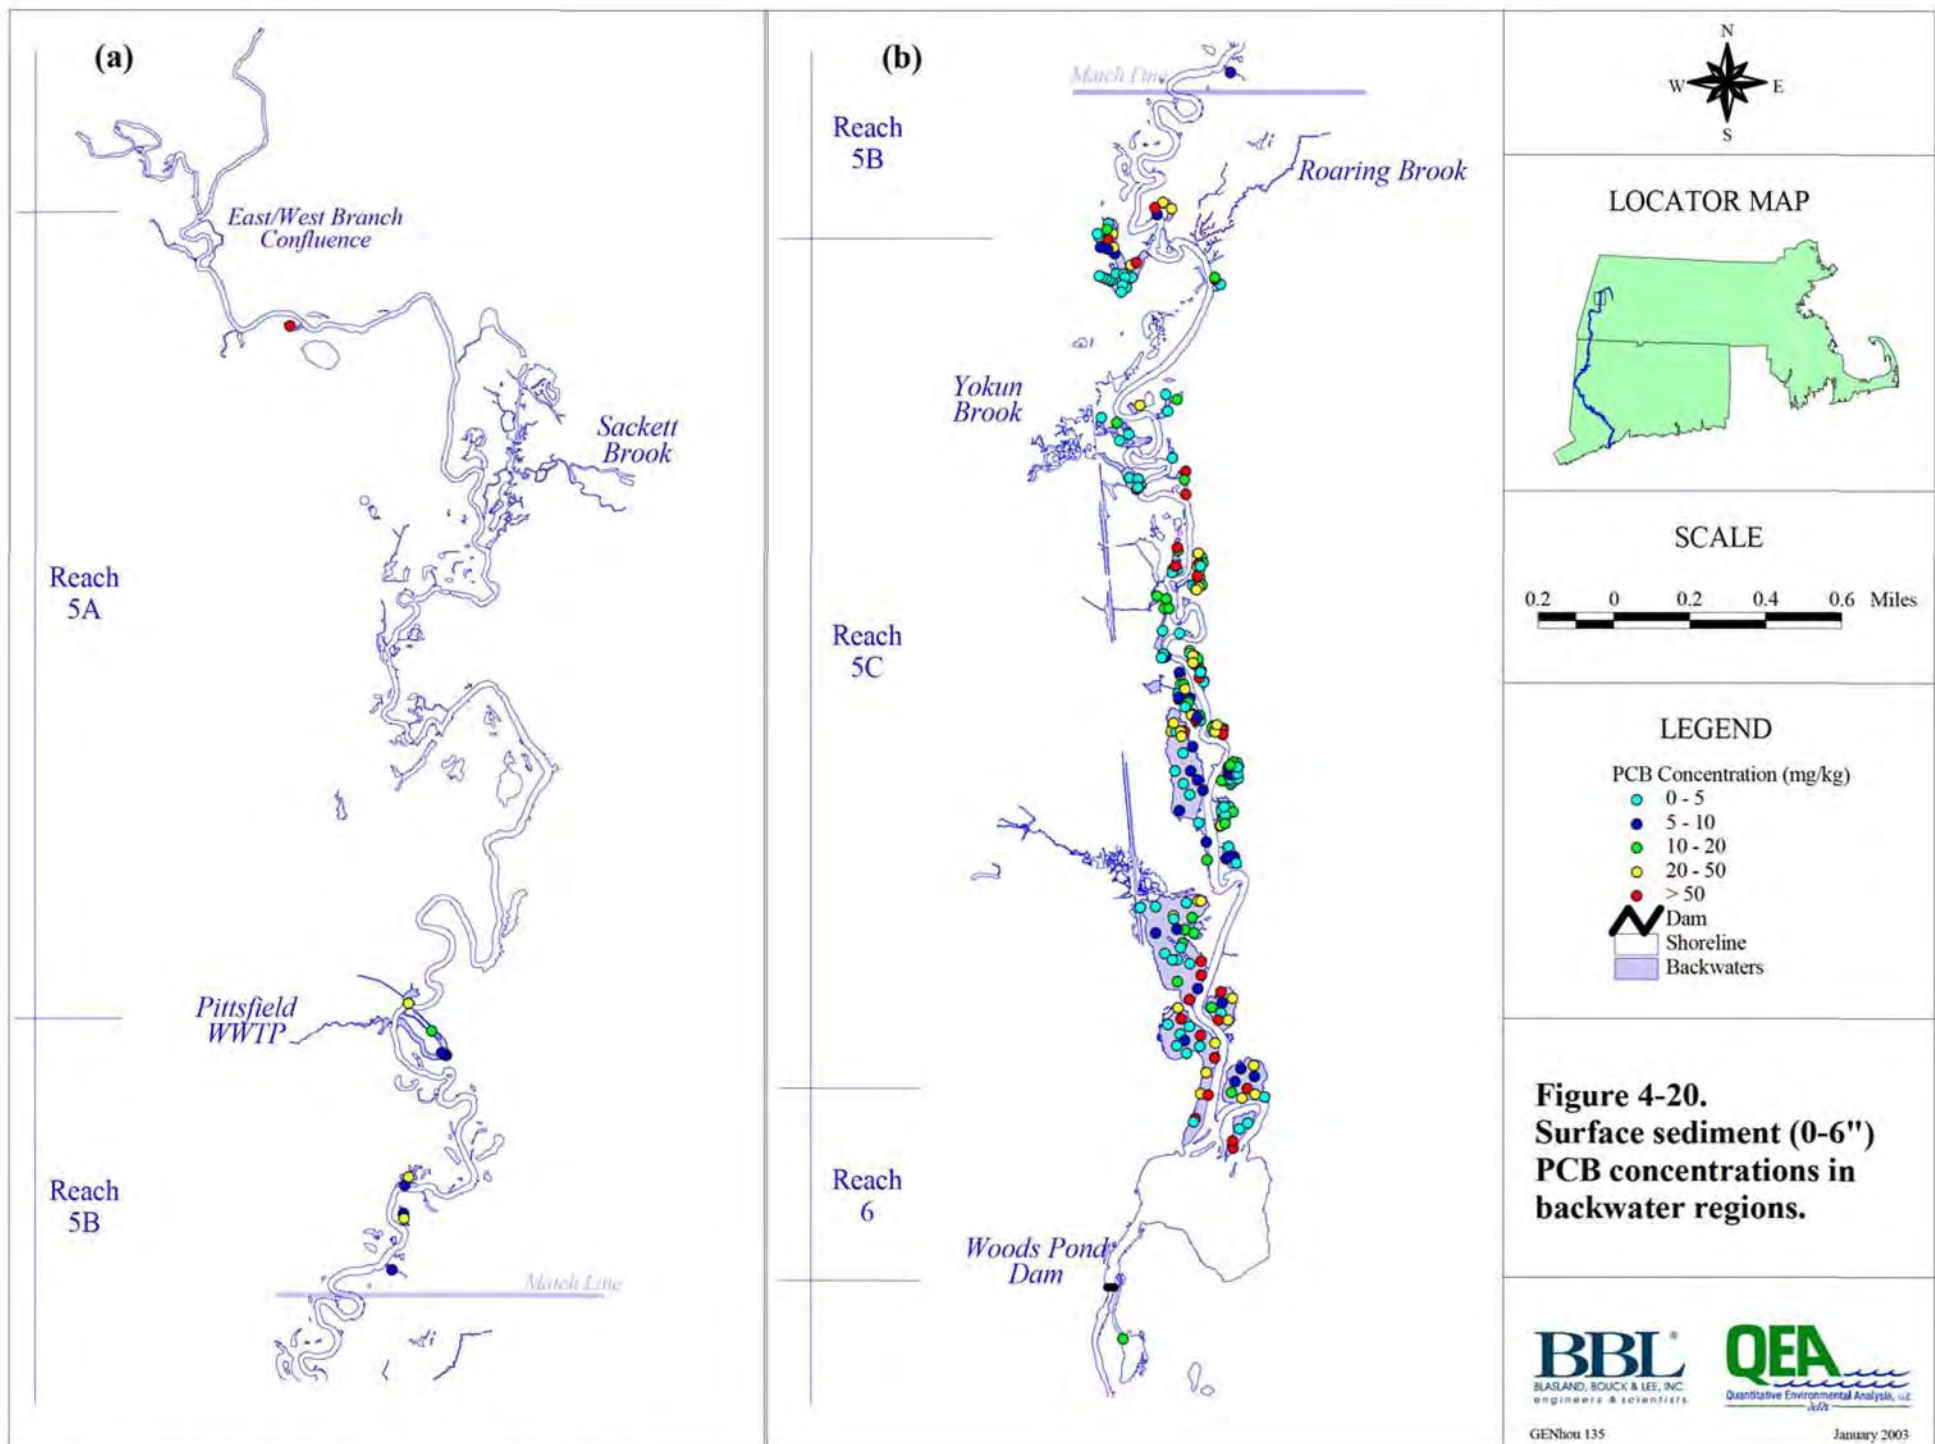 (a)
East/West Branch
Confluence
Sackett
Brook
Reach
5A
Pittsfield
WWTP
Reach
5B
Match Line
(b)
Match Line
Reach
5B
Roaring Brook
Yokun
Brook
Reach
5C
Reach
6
Woods Pond
Dam
N
W
E
S
LOCATOR MAP
SCALE
0.2 0 0.2 0.4 0.6 Miles
LEGEND
PCB Concentration (mg/kg)
0 - 5
5 - 10
10 - 20
20 - 50
> 50
Dam
Shoreline
Backwaters
Figure 4-20.
Surface sediment (0-6")
PCB concentrations in
backwater regions.
BBL®
BLASLAND, BOUCK & LEE, INC.
engineers & scientists
QEA
Quantitative Environmental Analysis, LLC
GENhou 135
January 2003